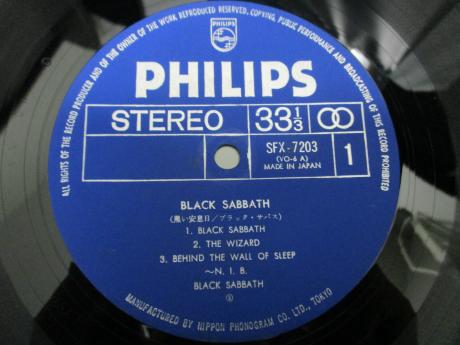 ALL RIGHTS OF THE RECORD PRODUCER AND OF THE OWNER OF THE WORK REPRODUCED RESERVED. COPYING, PUBLIC PERFORMANCE AND BROADCASTING OF THIS RECORD PROHIBITED
PHILIPS
PHILIPS
STEREO 33 1/3
SFX-7203
(VO-6 A)
MADE IN JAPAN
1
BLACK SABBATH
(黒い安息日/ブラック・サバス)
1. BLACK SABBATH
2. THE WIZARD
3. BEHIND THE WALL OF SLEEP
~N. I. B.
BLACK SABBATH
MANUFACTURED BY NIPPON PHONOGRAM CO., LTD., TOKYO